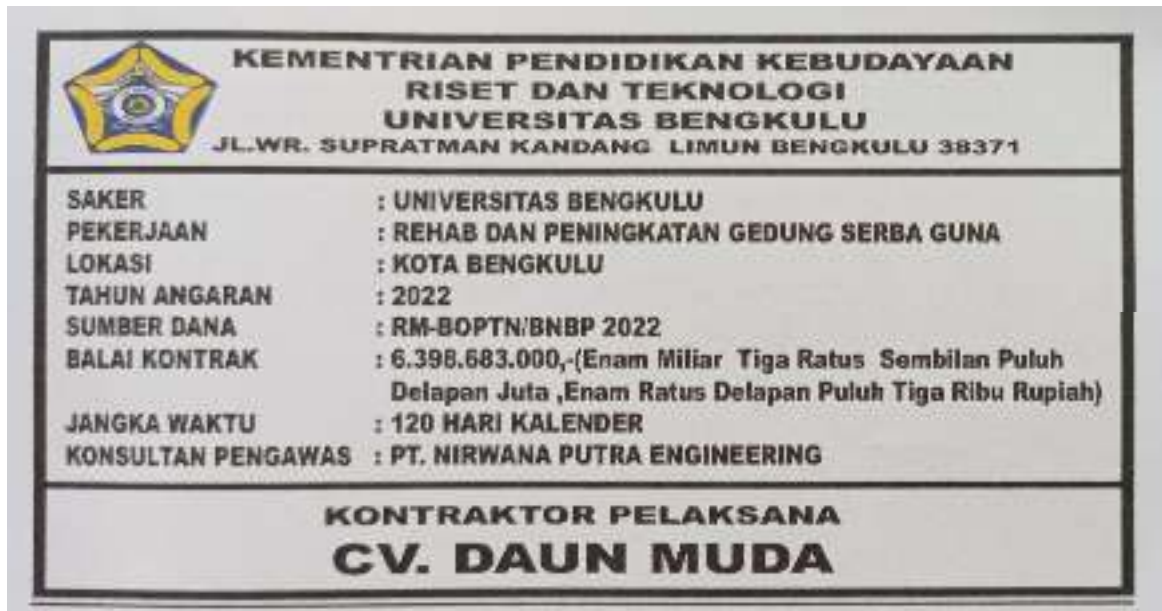 KEMENTRIAN PENDIDIKAN KEBUDAYAAN
RISET DAN TEKNOLOGI
UNIVERSITAS BENGKULU
JL.WR. SUPRATMAN KANDANG LIMUN BENGKULU 38371
SAKER : UNIVERSITAS BENGKULU
PEKERJAAN : REHAB DAN PENINGKATAN GEDUNG SERBA GUNA
LOKASI : KOTA BENGKULU
TAHUN ANGARAN : 2022
SUMBER DANA : RM-BOPTN/BNBP 2022
BALAI KONTRAK : 6.398.683.000,-(Enam Miliar Tiga Ratus Sembilan Puluh
Delapan Juta ,Enam Ratus Delapan Puluh Tiga Ribu Rupiah)
JANGKA WAKTU : 120 HARI KALENDER
KONSULTAN PENGAWAS : PT. NIRWANA PUTRA ENGINEERING
KONTRAKTOR PELAKSANA
CV. DAUN MUDA